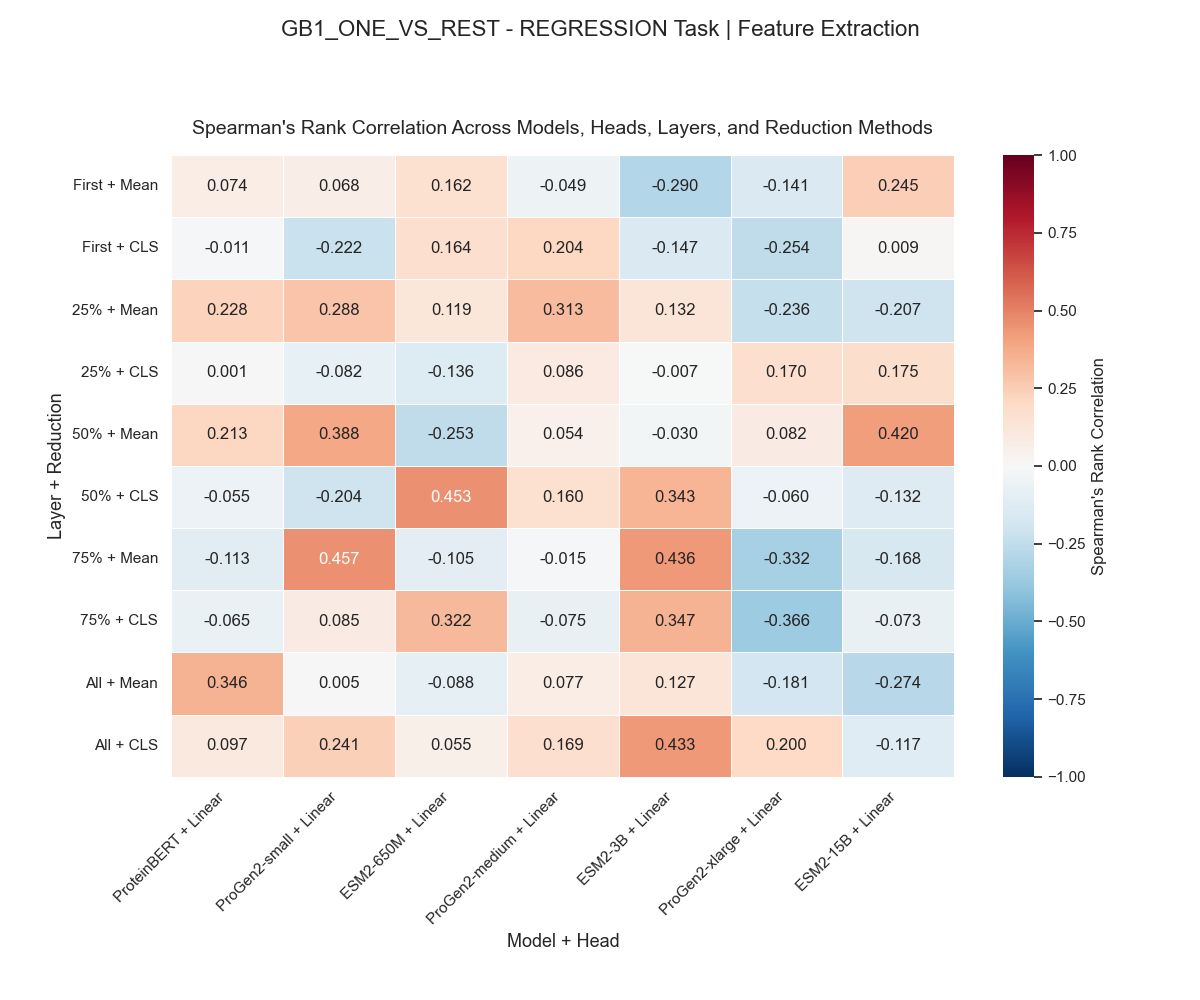 GB1_ONE_VS_REST - REGRESSION Task | Feature Extraction
Spearman's Rank Correlation Across Models, Heads, Layers, and Reduction Methods
Layer + Reduction
First + Mean 0.074 0.068 0.162 -0.049 -0.290 -0.141 0.245
First + CLS -0.011 -0.222 0.164 0.204 -0.147 -0.254 0.009
25% + Mean 0.228 0.288 0.119 0.313 0.132 -0.236 -0.207
25% + CLS 0.001 -0.082 -0.136 0.086 -0.007 0.170 0.175
50% + Mean 0.213 0.388 -0.253 0.054 -0.030 0.082 0.420
50% + CLS -0.055 -0.204 0.453 0.160 0.343 -0.060 -0.132
75% + Mean -0.113 0.457 -0.105 -0.015 0.436 -0.332 -0.168
75% + CLS -0.065 0.085 0.322 -0.075 0.347 -0.366 -0.073
All + Mean 0.346 0.005 -0.088 0.077 0.127 -0.181 -0.274
All + CLS 0.097 0.241 0.055 0.169 0.433 0.200 -0.117
ProteinBERT + Linear
ProGen2-small + Linear
ESM2-650M + Linear
ProGen2-medium + Linear
ESM2-3B + Linear
ProGen2-xlarge + Linear
ESM2-15B + Linear
Model + Head
1.00
0.75
0.50
0.25
0.00
−0.25
−0.50
−0.75
−1.00
Spearman's Rank Correlation